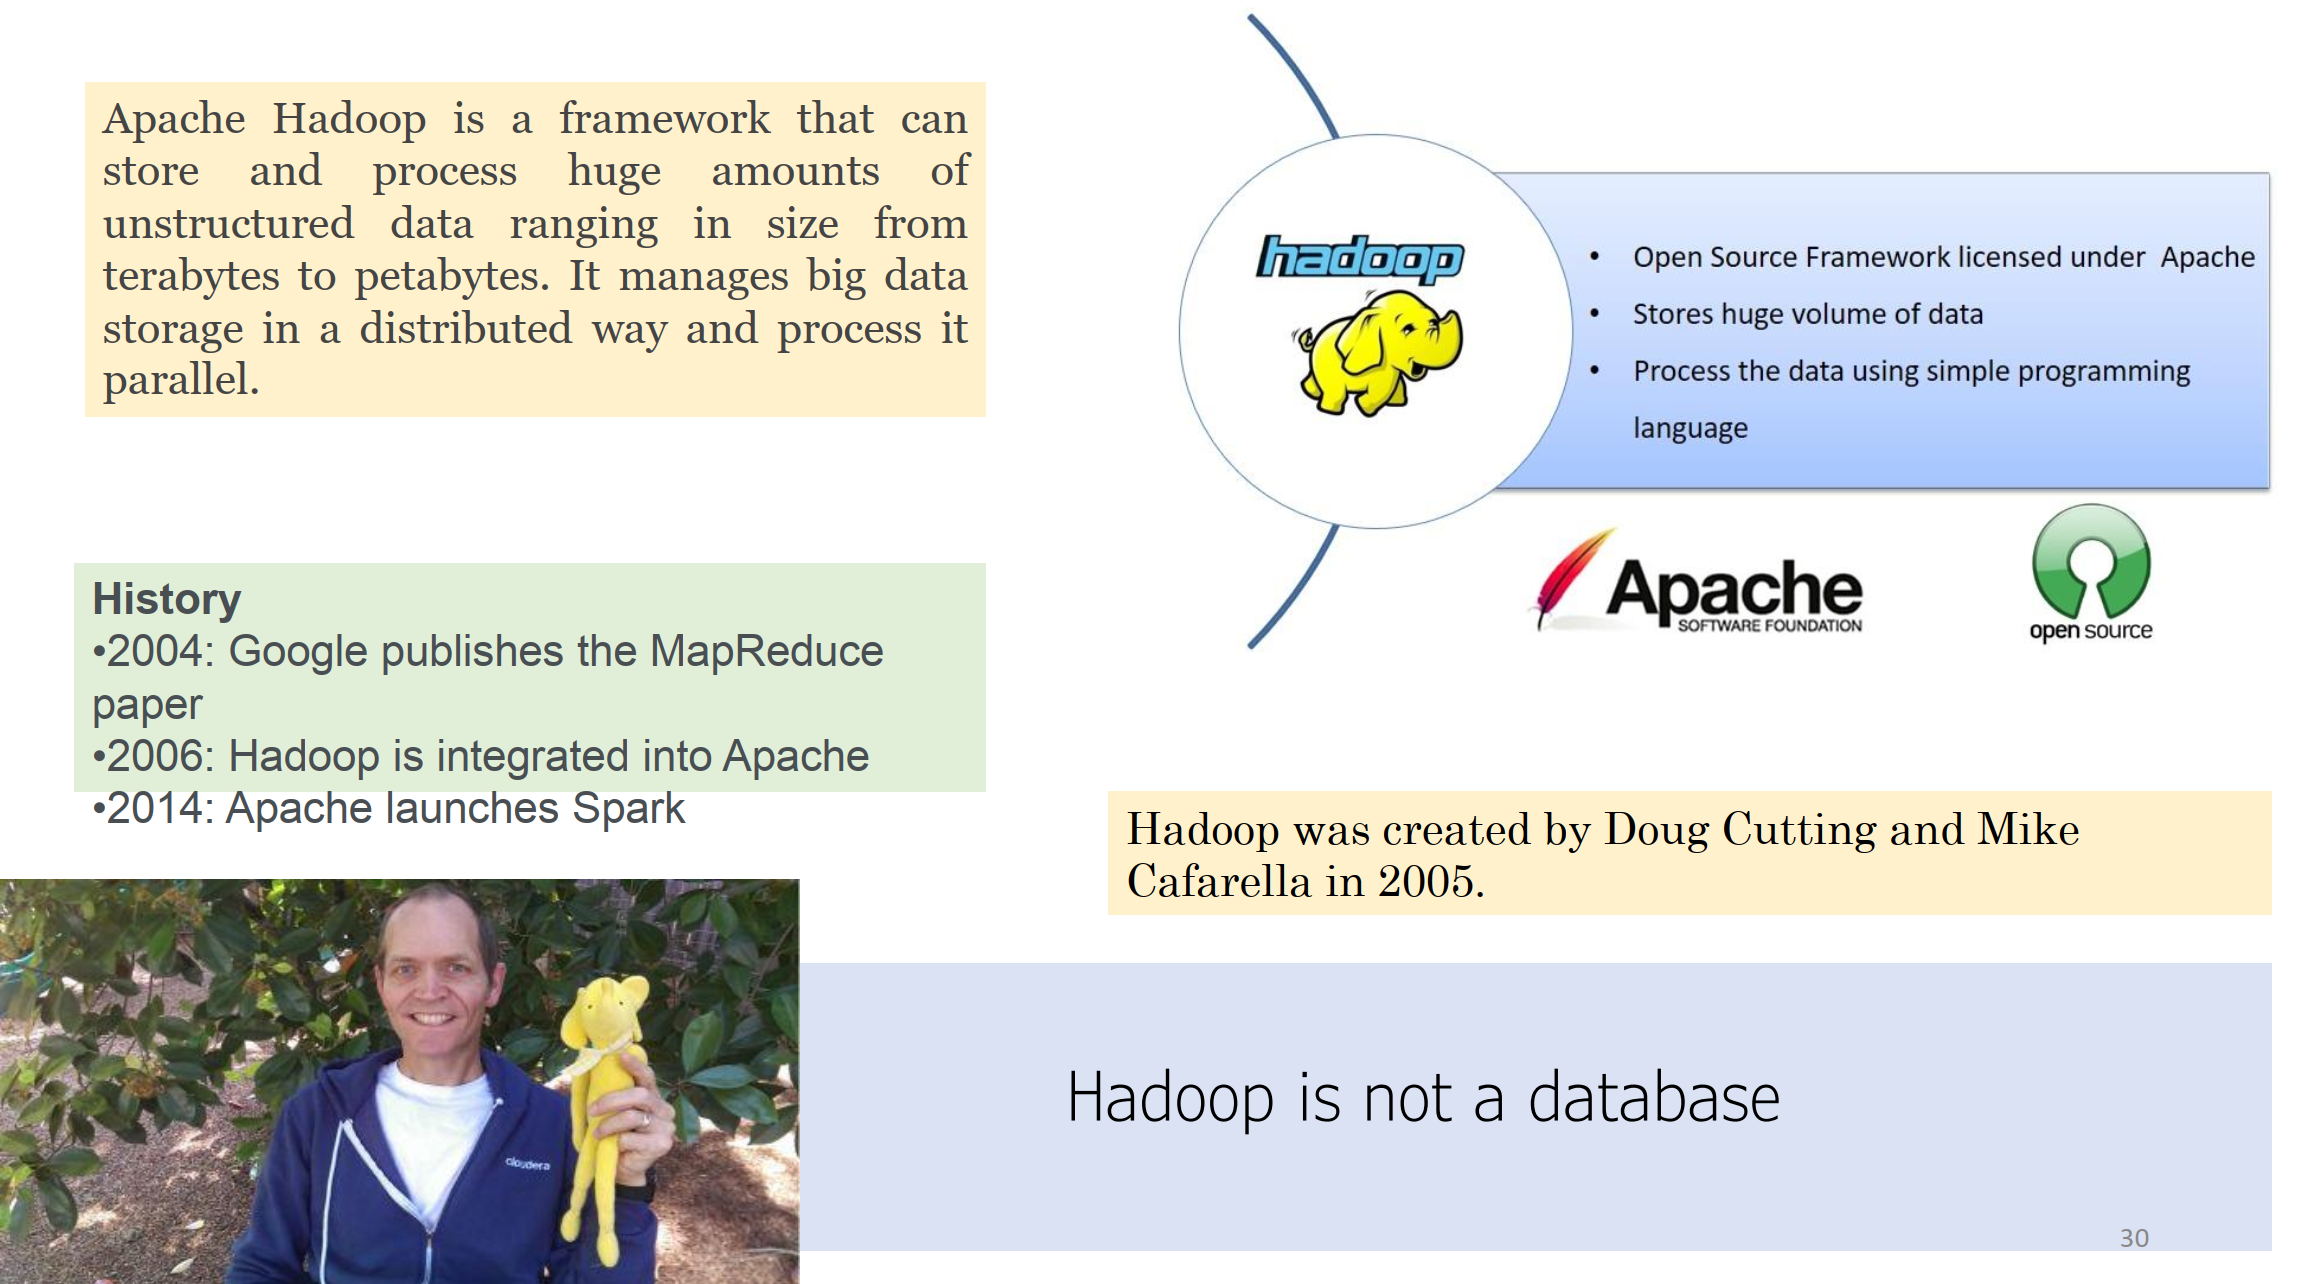 Apache Hadoop is a framework that can
store and process huge amounts of
unstructured data ranging in size from
terabytes to petabytes. It manages big data
storage in a distributed way and process it
parallel.
hadoop
• Open Source Framework licensed under Apache
• Stores huge volume of data
• Process the data using simple programming
language
Apache
SOFTWARE FOUNDATION
open source
History
•2004: Google publishes the MapReduce
paper
•2006: Hadoop is integrated into Apache
•2014: Apache launches Spark
Hadoop was created by Doug Cutting and Mike
Cafarella in 2005.
cloudera
Hadoop is not a database
30